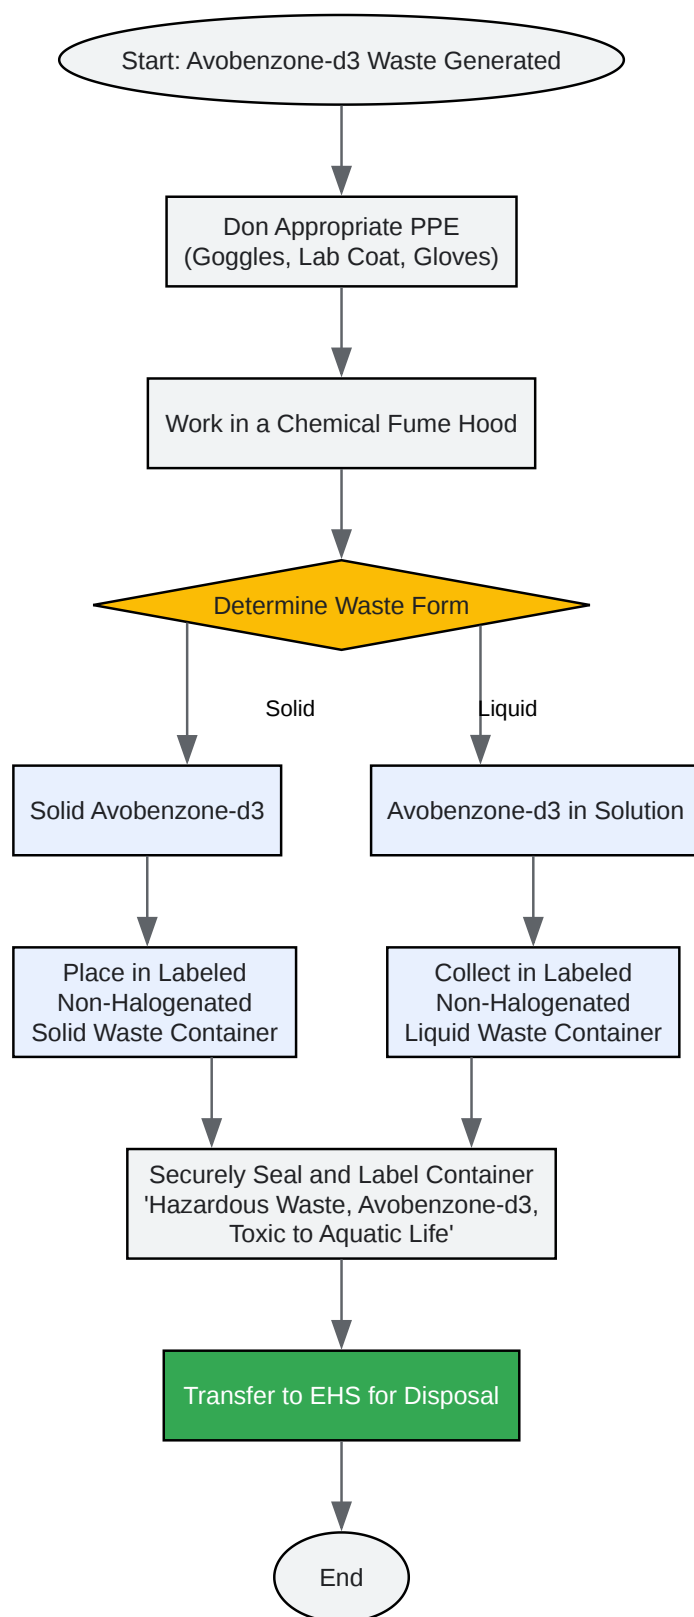 Start: Avobenzone-d3 Waste Generated
Don Appropriate PPE
(Goggles, Lab Coat, Gloves)
Work in a Chemical Fume Hood
Determine Waste Form
Solid
Liquid
Solid Avobenzone-d3
Avobenzone-d3 in Solution
Place in Labeled
Non-Halogenated
Solid Waste Container
Collect in Labeled
Non-Halogenated
Liquid Waste Container
Securely Seal and Label Container
'Hazardous Waste, Avobenzone-d3,
Toxic to Aquatic Life'
Transfer to EHS for Disposal
End